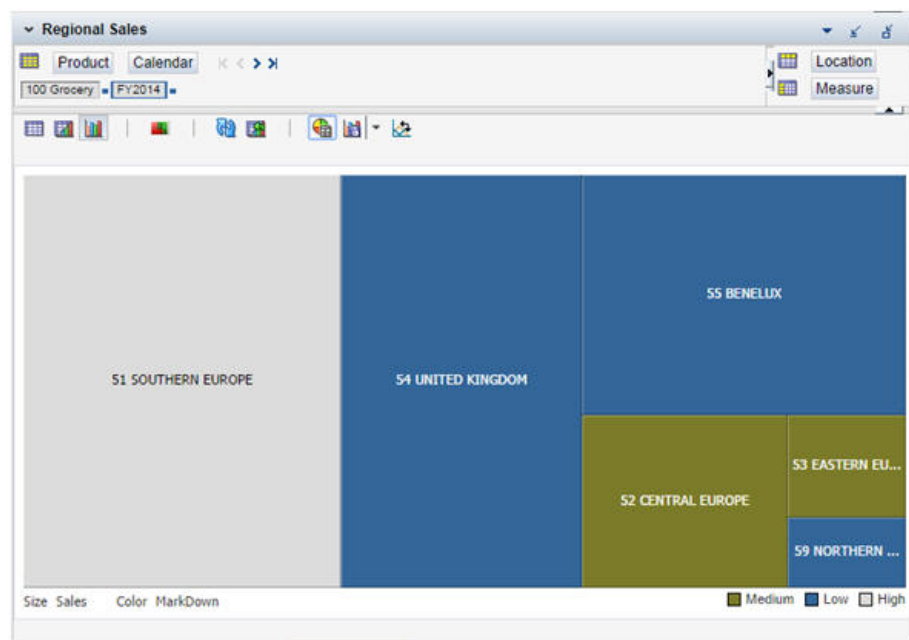 Regional Sales
Product Calendar Location
100 Grocery FY2014 Measure
51 SOUTHERN EUROPE
54 UNITED KINGDOM
55 BENELUX
52 CENTRAL EUROPE
53 EASTERN EU...
59 NORTHERN ...
Size Sales Color MarkDown Medium Low High